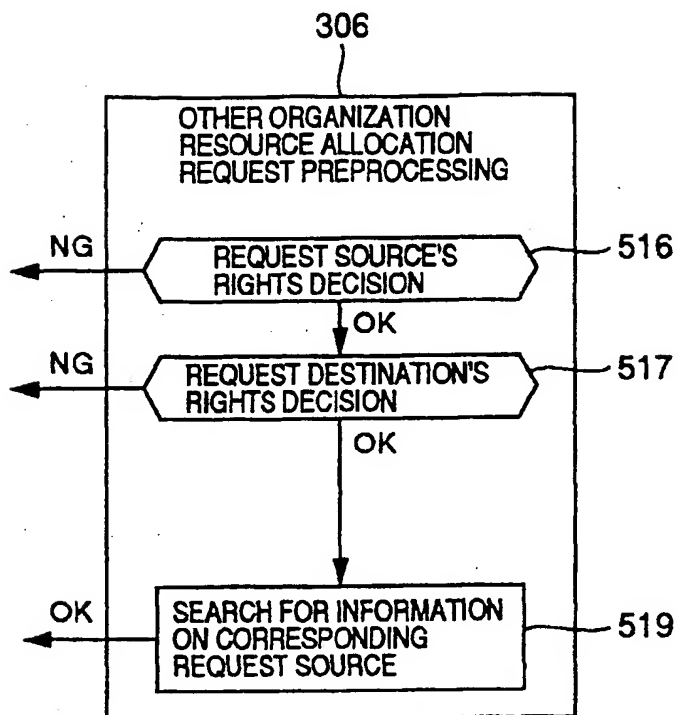 306
OTHER ORGANIZATION
RESOURCE ALLOCATION
REQUEST PREPROCESSING
NG
REQUEST SOURCE'S
RIGHTS DECISION
516
OK
NG
REQUEST DESTINATION'S
RIGHTS DECISION
517
OK
OK
SEARCH FOR INFORMATION
ON CORRESPONDING
REQUEST SOURCE
519